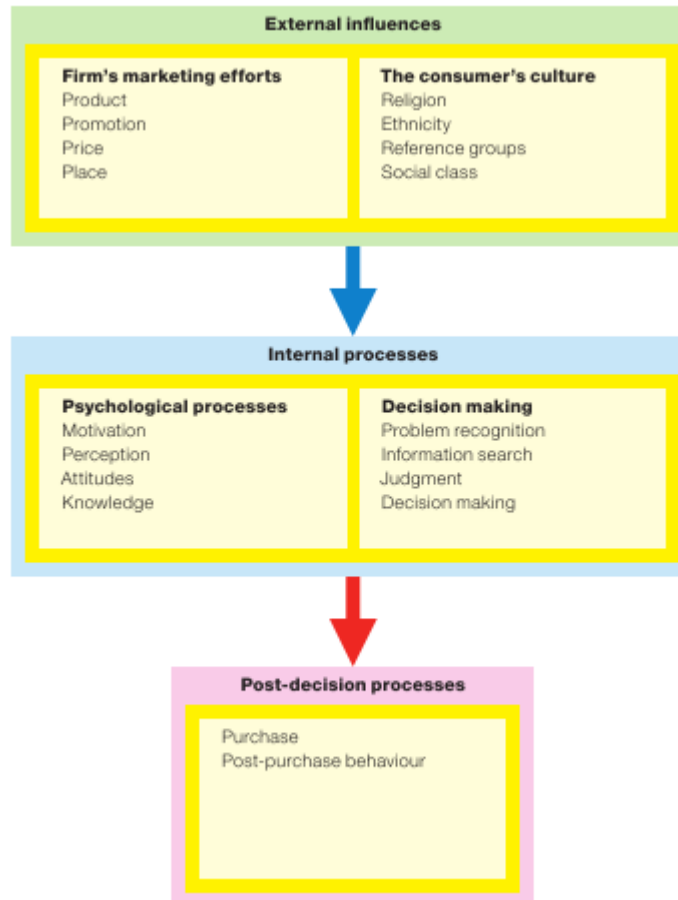 External influences
Firm's marketing efforts
Product
Promotion
Price
Place
The consumer's culture
Religion
Ethnicity
Reference groups
Social class
Internal processes
Psychological processes
Motivation
Perception
Attitudes
Knowledge
Decision making
Problem recognition
Information search
Judgment
Decision making
Post-decision processes
Purchase
Post-purchase behaviour